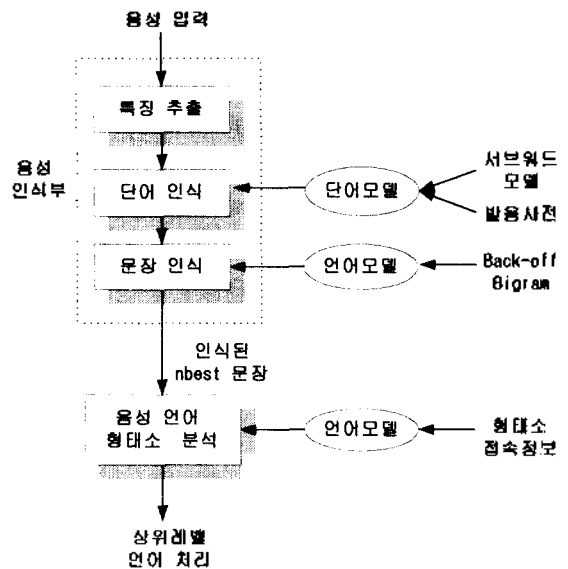 음성 입력
특징 추출
음성
인식부
단어 인식
단어모델
서브워드
모델
발음사전
문장 인식
언어모델
Back-off
Bigram
인식된
nbest 문장
음성 언어
형태소 분석
언어모델
형태소
접속정보
상위레벨
언어 처리